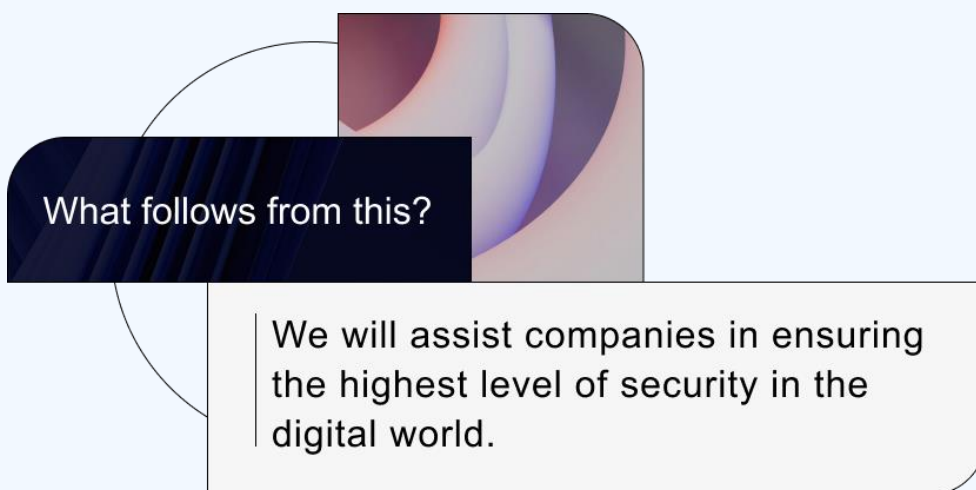 What follows from this?
We will assist companies in ensuring
the highest level of security in the
digital world.